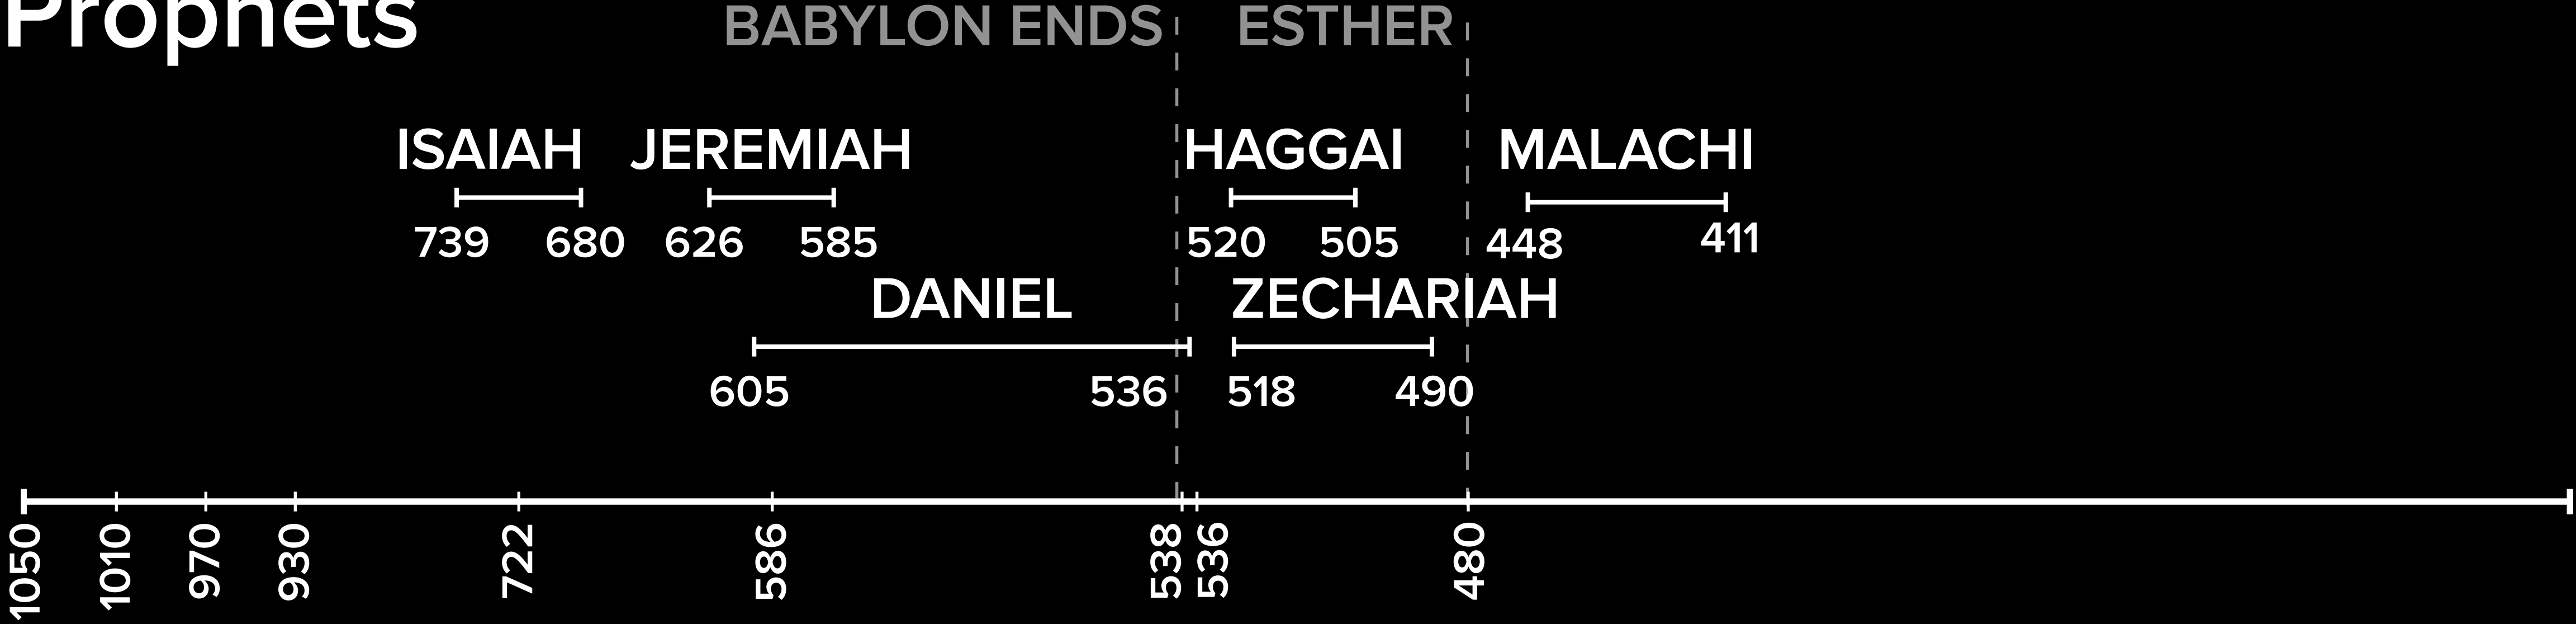 Prophets
BABYLON ENDS ESTHER
ISAIAH JEREMIAH HAGGAI MALACHI
739 680 626 585 520 505 448 411
DANIEL ZECHARIAH
605 536 518 490
1050 1010 970 930 722 586 538 536 480